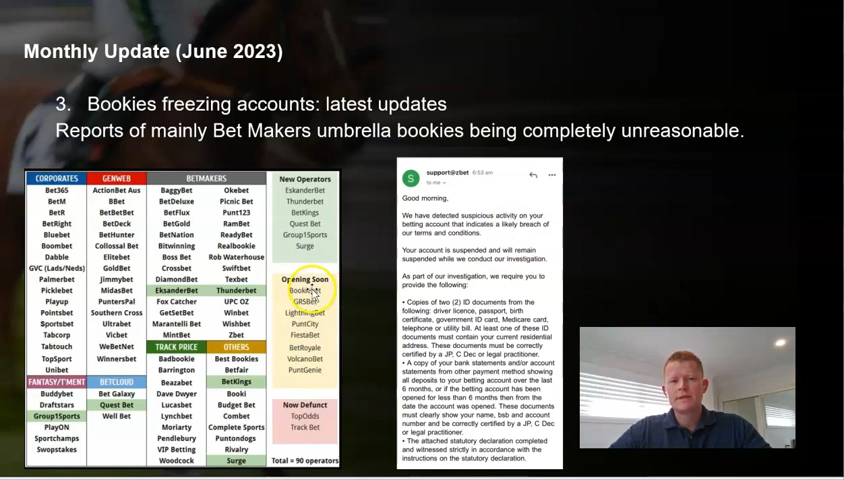 Monthly Update (June 2023)
3. Bookies freezing accounts: latest updates
Reports of mainly Bet Makers umbrella bookies being completely unreasonable.
CORPORATES
Bet365
BetM
BetR
BetRight
Bluebet
Boombet
Dabble
GVC (Lads/Neds)
Palmerbet
Picklebet
Playup
Pointsbet
Sportsbet
Tabcorp
Tabtouch
TopSport
Unibet
FANTASY/T'MENT
Buddybet
Draftstars
Group1Sports
PlayON
Sportchamps
Swopstakes
GENWEB
ActionBet Aus
BBet
BetBetBet
BetDeck
BetHunter
Collosal Bet
Elitebet
GoldBet
Jimmybet
MidasBet
PuntersPal
Southern Cross
Ultrabet
Vicbet
WeBetNet
Winnersbet
BETCLOUD
Bet Galaxy
Quest Bet
Well Bet
BETMAKERS
BaggyBet
BetDeluxe
BetFlux
BetGold
BetNation
Bitwinning
Boss Bet
Crossbet
DiamondBet
EksanderBet
Fox Catcher
GetSetBet
Marantelli Bet
MintBet
Okebet
Picnic Bet
Punt123
RamBet
ReadyBet
Realbookie
Rob Waterhouse
Swiftbet
Texbet
Thunderbet
UPC OZ
Winbet
Wishbet
Zbet
TRACK PRICE
Badbookie
Barrington
Beazabet
Dave Dwyer
Lucasbet
Lynchbet
Moriarty
Pendlebury
VIP Betting
Woodcock
OTHERS
Best Bookies
Betfair
BetKings
Booki
Budget Bet
Combet
Complete Sports
Puntondogs
Rivalry
Surge
New Operators
EskanderBet
Thunderbet
BetKings
Quest Bet
Group1Sports
Surge
Opening Soon
GRSBet
LightningBet
PuntCity
FiestaBet
BetRoyale
VolcanoBet
PuntGenie
Now Defunct
TopOdds
Track Bet
Total = 90 operators
S
support@zbet 6:53 am
to me
Good morning,
We have detected suspicious activity on your
betting account that indicates a likely breach of
our terms and conditions.
Your account is suspended and will remain
suspended while we conduct our investigation.
As part of our investigation, we require you to
provide the following:
• Copies of two (2) ID documents from the
following: driver licence, passport, birth
certificate, government ID card, Medicare card,
telephone or utility bill. At least one of these ID
documents must contain your current residential
address. These documents must be correctly
certified by a JP, C Dec or legal practitioner.
• A copy of your bank statements and/or account
statements from other payment method showing
all deposits to your betting account over the last
6 months, or if the betting account has been
opened for less than 6 months then from the
date the account was opened. These documents
must clearly show your name, bsb and account
number and be correctly certified by a JP, C Dec
or legal practitioner.
• The attached statutory declaration completed
and witnessed strictly in accordance with the
instructions on the statutory declaration.